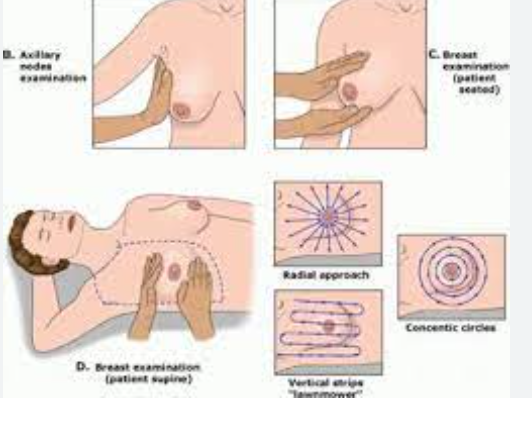 B. Axillary
nodes
examination
C. Breast
examination
(patient
seated)
Radial approach
Concentic circles
D. Breast examination
(patient supine)
Vertical strips
"lawnmower"